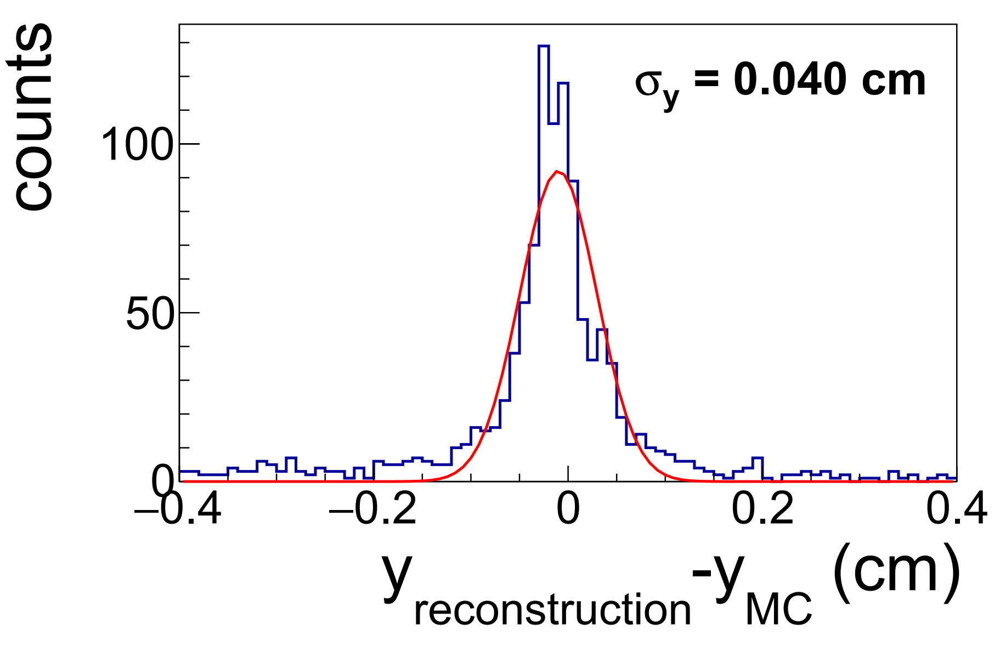 counts
σy = 0.040 cm
100
50
0
–0.4 –0.2 0 0.2 0.4
yreconstruction-yMC (cm)